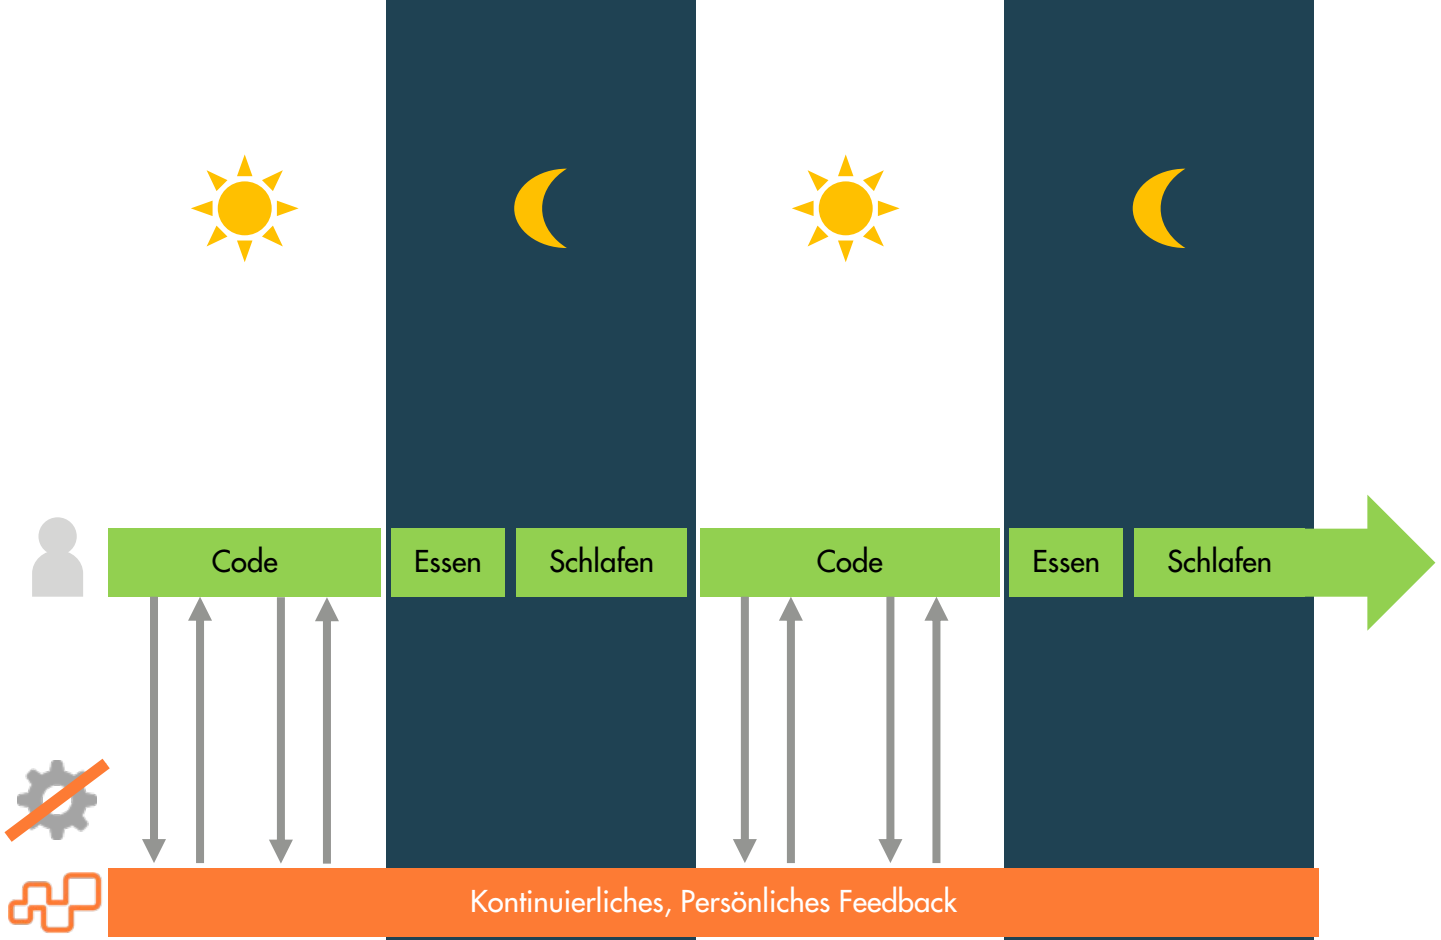 Code
Essen
Schlafen
Code
Essen
Schlafen
Kontinuierliches, Persönliches Feedback